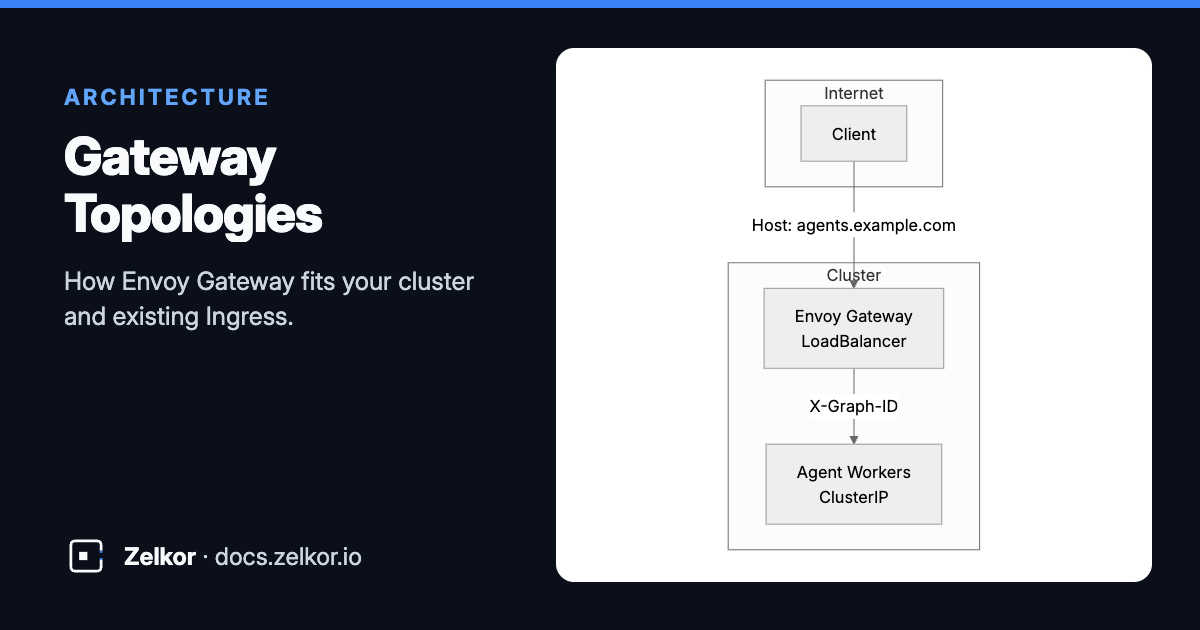 ARCHITECTURE
Gateway
Topologies
How Envoy Gateway fits your cluster
and existing Ingress.
Zelkor · docs.zelkor.io
Internet
Client
Host: agents.example.com
Cluster
Envoy Gateway
LoadBalancer
X-Graph-ID
Agent Workers
ClusterIP